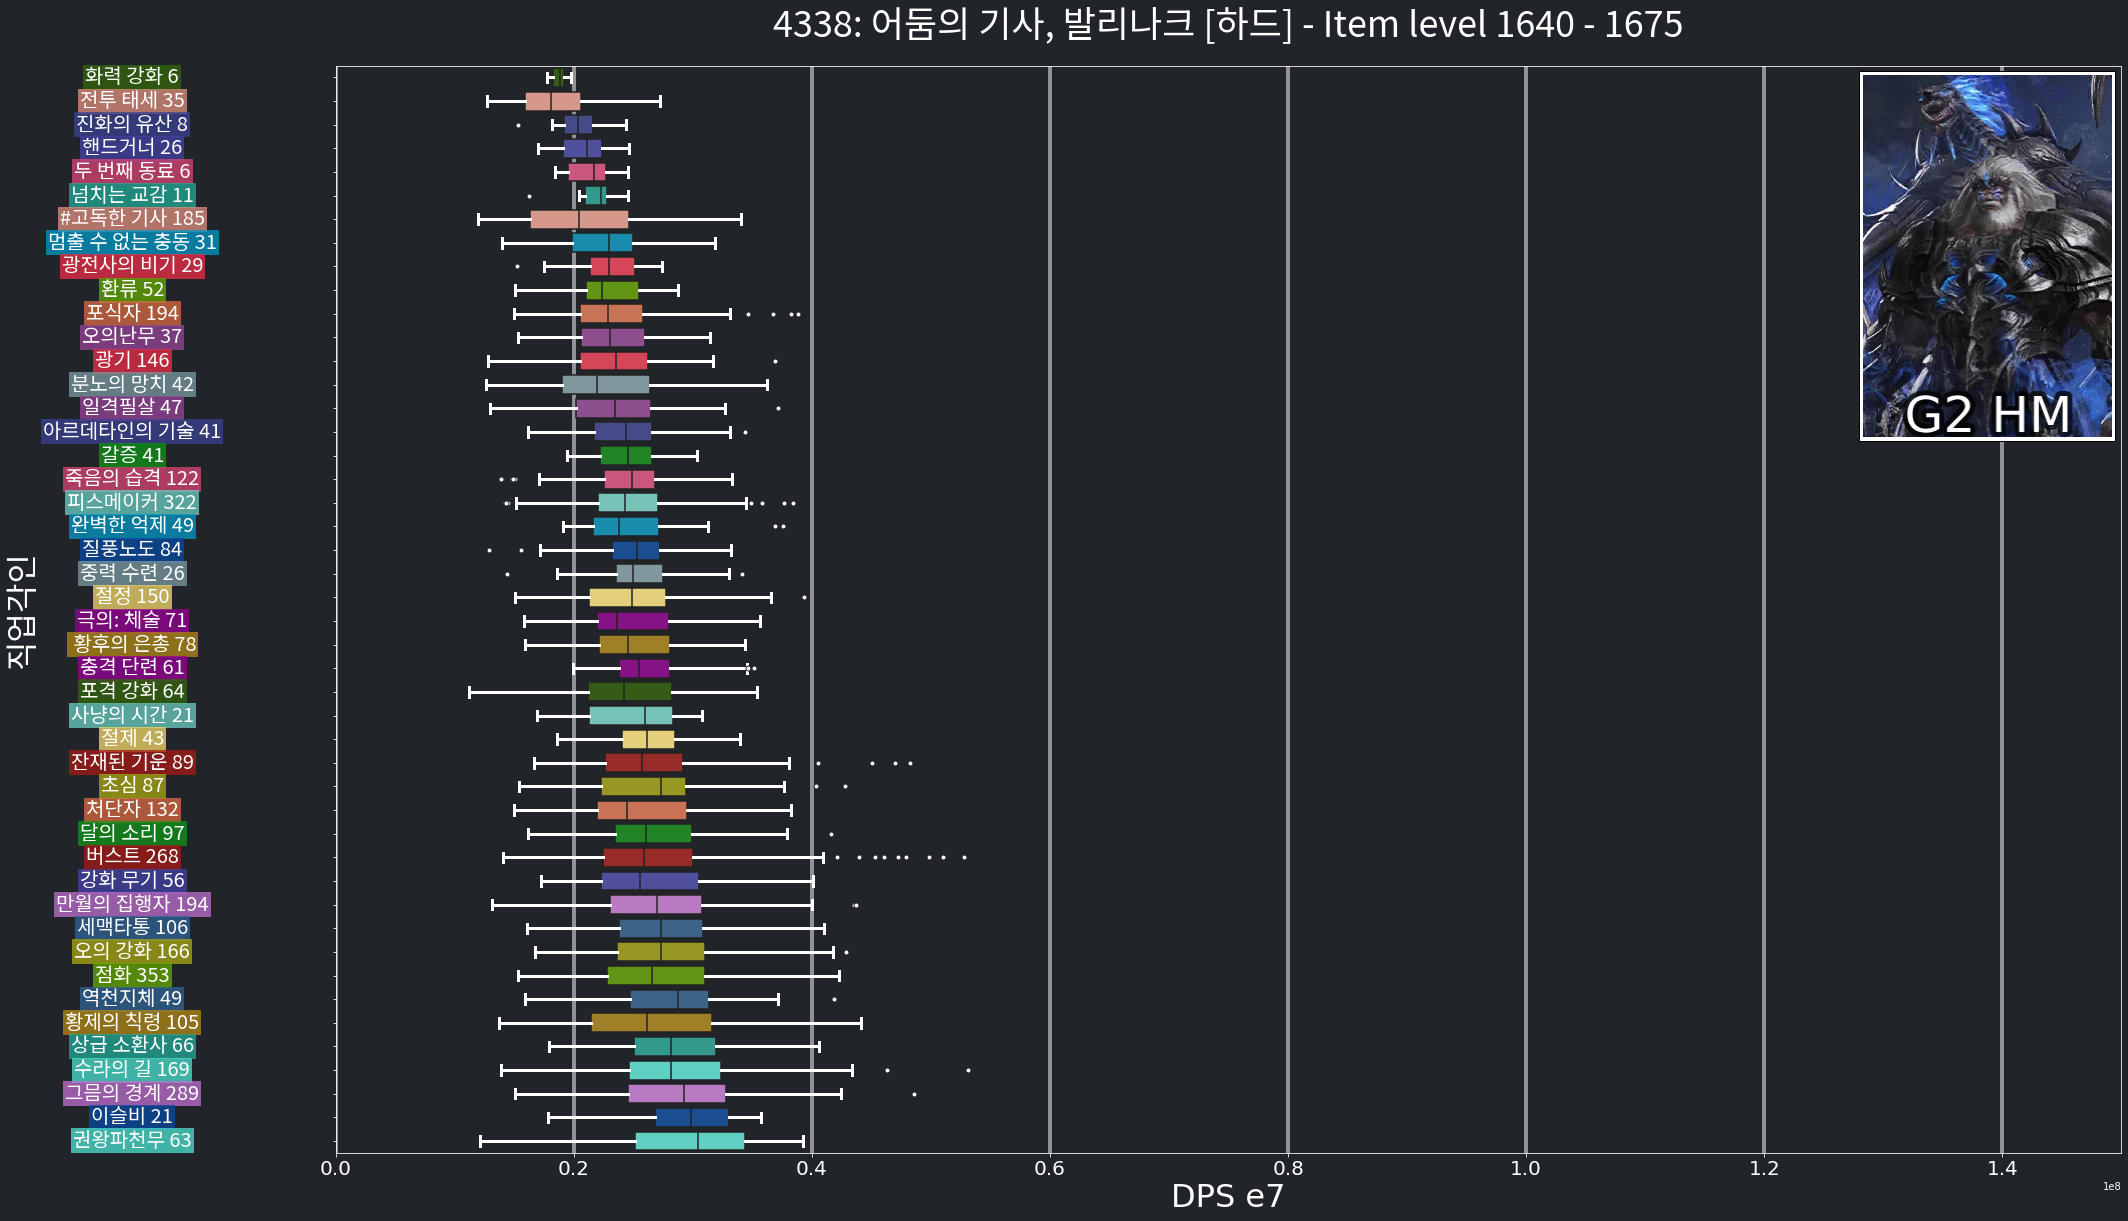 4338: 어둠의 기사, 발리나크 [하드] - Item level 1640 - 1675
화력 강화 6
전투 태세 35
진화의 유산 8
핸드거너 26
두 번째 동료 6
넘치는 교감 11
#고독한 기사 185
멈출 수 없는 충동 31
광전사의 비기 29
환류 52
포식자 194
오의난무 37
광기 146
분노의 망치 42
일격필살 47
아르데타인의 기술 41
갈증 41
죽음의 습격 122
피스메이커 322
완벽한 억제 49
질풍노도 84
중력 수련 26
절정 150
극의: 체술 71
황후의 은총 78
충격 단련 61
포격 강화 64
사냥의 시간 21
절제 43
잔재된 기운 89
초심 87
처단자 132
달의 소리 97
버스트 268
강화 무기 56
만월의 집행자 194
세맥타통 106
오의 강화 166
점화 353
역천지체 49
황제의 칙령 105
상급 소환사 66
수라의 길 169
그믐의 경계 289
이슬비 21
권왕파천무 63
직업각인
G2 HM
0.0 0.2 0.4 0.6 0.8 1.0 1.2 1.4
1e8
DPS e7